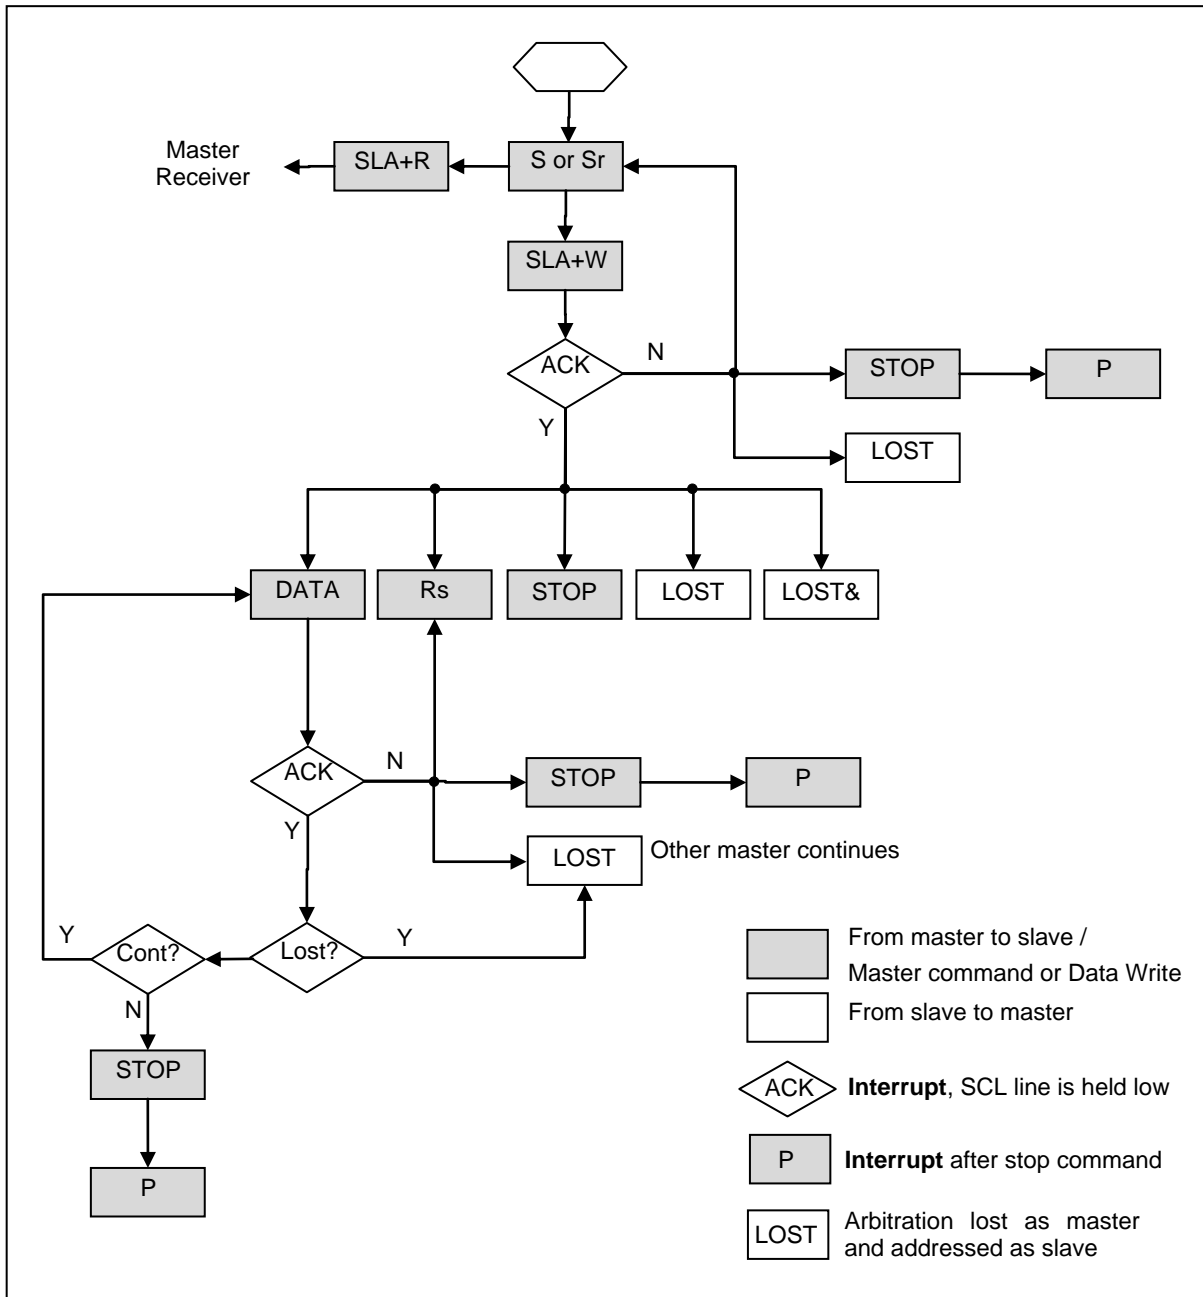 Master
Receiver
SLA+R
S or Sr
SLA+W
ACK
N
STOP
P
Y
LOST
DATA
Rs
STOP
LOST
LOST&
ACK
N
STOP
P
Y
LOST
Other master continues
Y
Cont?
Lost?
Y
N
STOP
P
From master to slave /
Master command or Data Write
From slave to master
ACK
Interrupt, SCL line is held low
P
Interrupt after stop command
LOST
Arbitration lost as master
and addressed as slave